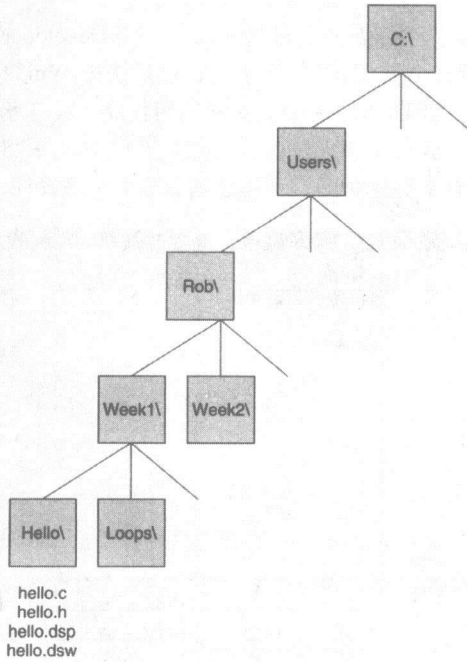 C:\
Users\
Rob\
Week1\
Week2\
Hello\
Loops\
hello.c
hello.h
hello.dsp
hello.dsw